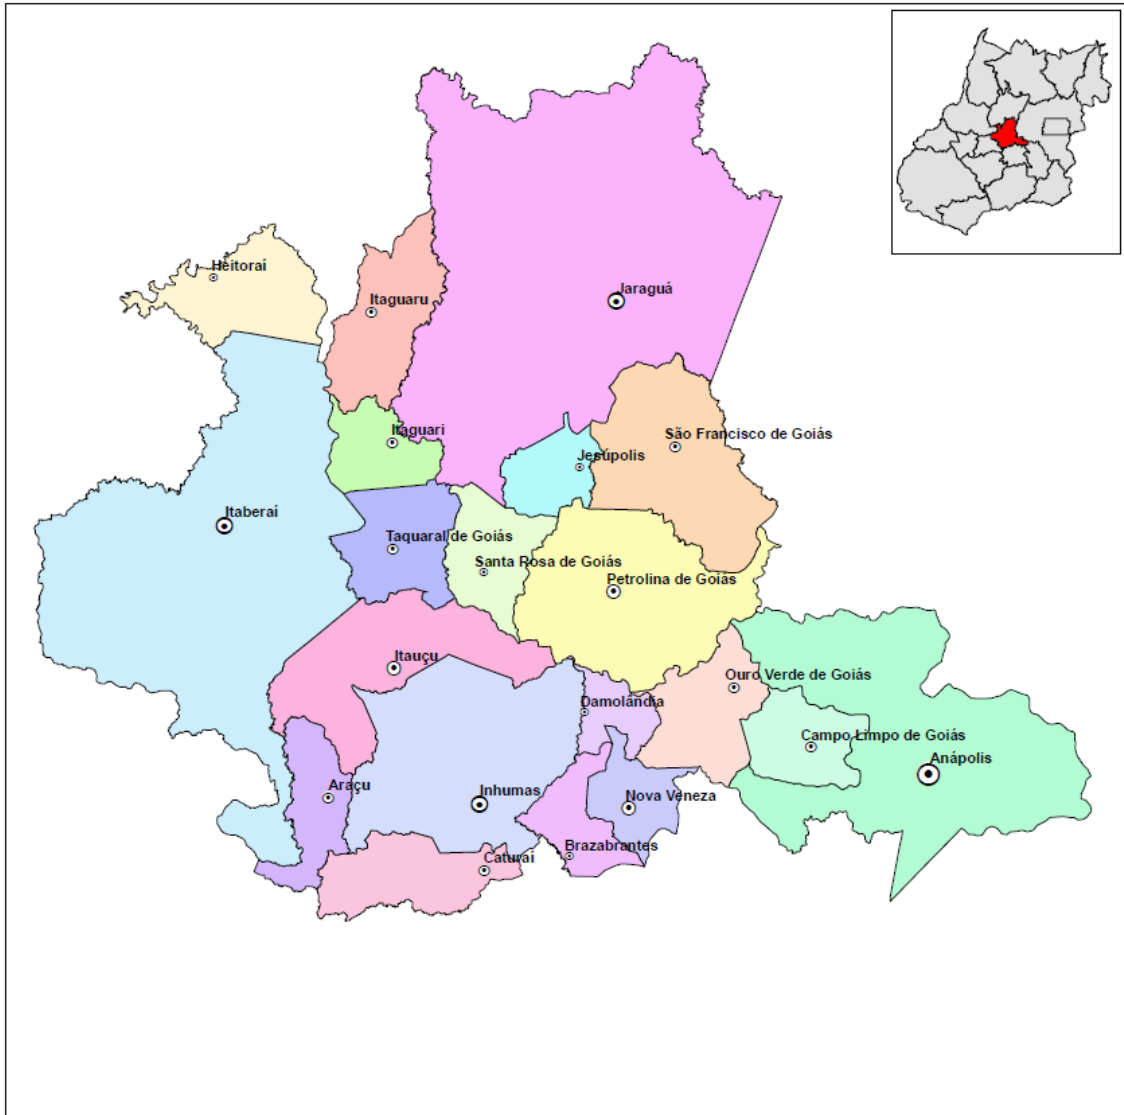 Heitoraí
Jaraguá
Itaguaru
Itaguari
São Francisco de Goiás
Jesúpolis
Itaberaí
Taquaral de Goiás
Santa Rosa de Goiás
Petrolina de Goiás
Itauçu
Ouro Verde de Goiás
Damolândia
Campo Limpo de Goiás
Anápolis
Araçu
Inhumas
Nova Veneza
Brazabrantes
Caturaí